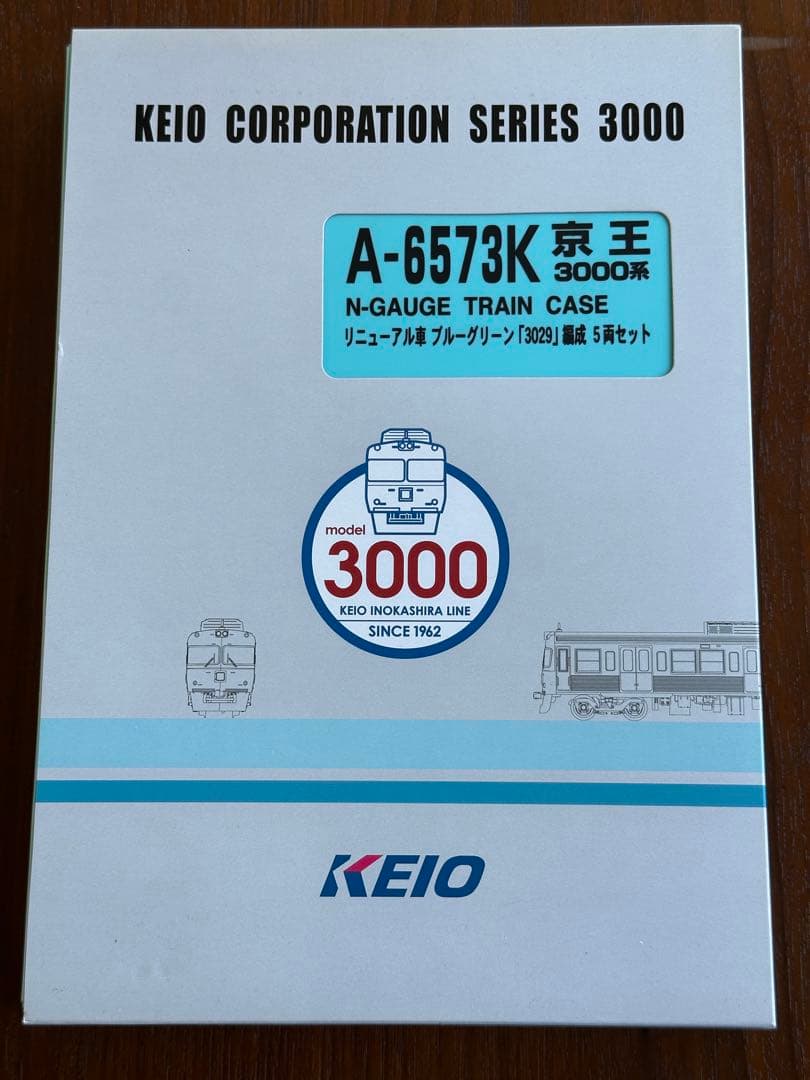 KEIO CORPORATION SERIES 3000
A-6573K 京王
3000系
N-GAUGE TRAIN CASE
リニューアル車 ブルーグリーン「3029」編成 5両セット
model
3000
KEIO INOKASHIRA LINE
SINCE 1962
KEIO